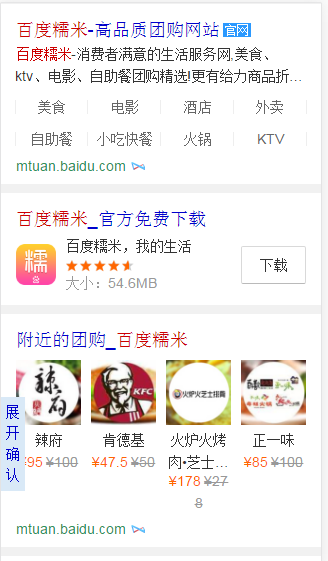 百度糯米-高品质团购网站 官网
百度糯米-消费者满意的生活服务网,美食、
ktv、电影、自助餐团购精选!更有给力商品折...
美食 电影 酒店 外卖
自助餐 小吃快餐 火锅 KTV
mtuan.baidu.com
百度糯米_官方免费下载
糯
百度糯米，我的生活
大小：54.6MB
下载
附近的团购_百度糯米
辣府 KFC 火炉火芝士排骨
展开确认
辣府 肯德基 火炉火烤肉•芝士... 正一味
¥95 ¥100 ¥47.5 ¥50 ¥178 ¥278 ¥85 ¥100
mtuan.baidu.com